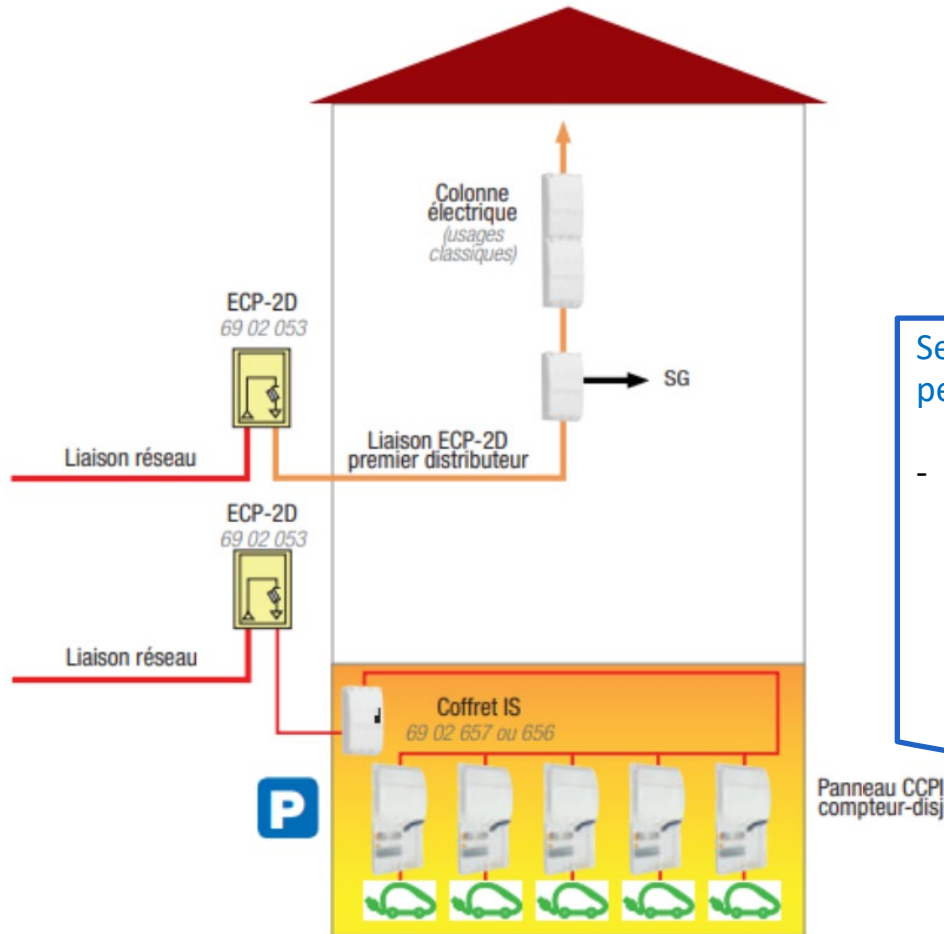 Colonne
électrique
(usages
classiques)
ECP-2D
69 02 053
SG
Liaison réseau
Liaison ECP-2D
premier distributeur
ECP-2D
69 02 053
Liaison réseau
Coffret IS
69 02 657 ou 656
P
Panneau CCPI
compteur-disj
Se
pe
-